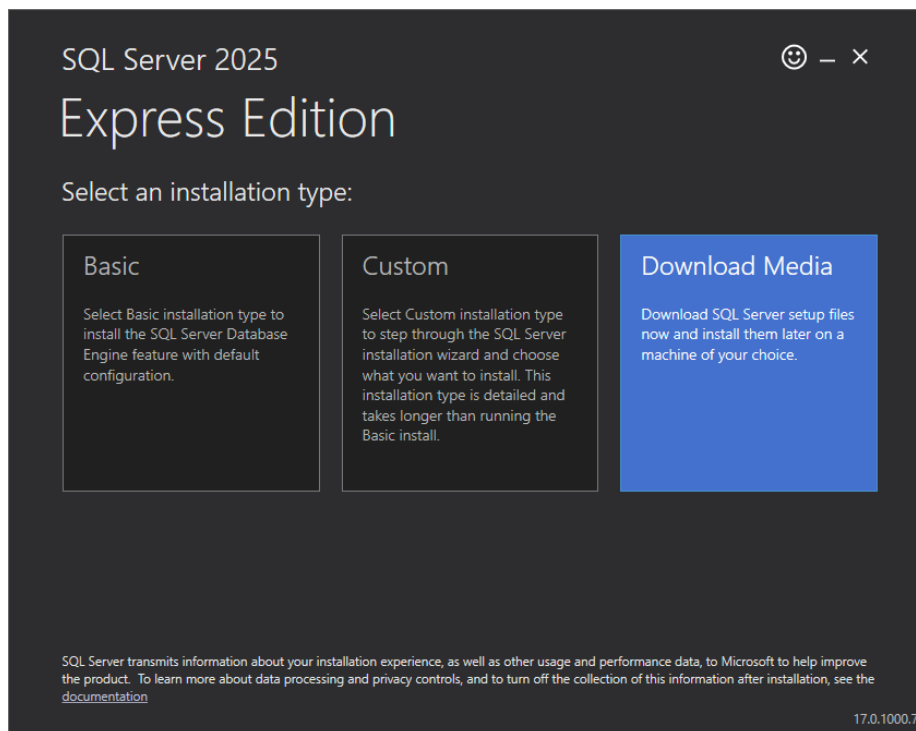 SQL Server 2025
Express Edition
Select an installation type:
Basic
Select Basic installation type to
install the SQL Server Database
Engine feature with default
configuration.
Custom
Select Custom installation type
to step through the SQL Server
installation wizard and choose
what you want to install. This
installation type is detailed and
takes longer than running the
Basic install.
Download Media
Download SQL Server setup files
now and install them later on a
machine of your choice.
SQL Server transmits information about your installation experience, as well as other usage and performance data, to Microsoft to help improve
the product.  To learn more about data processing and privacy controls, and to turn off the collection of this information after installation, see the
documentation
17.0.1000.7